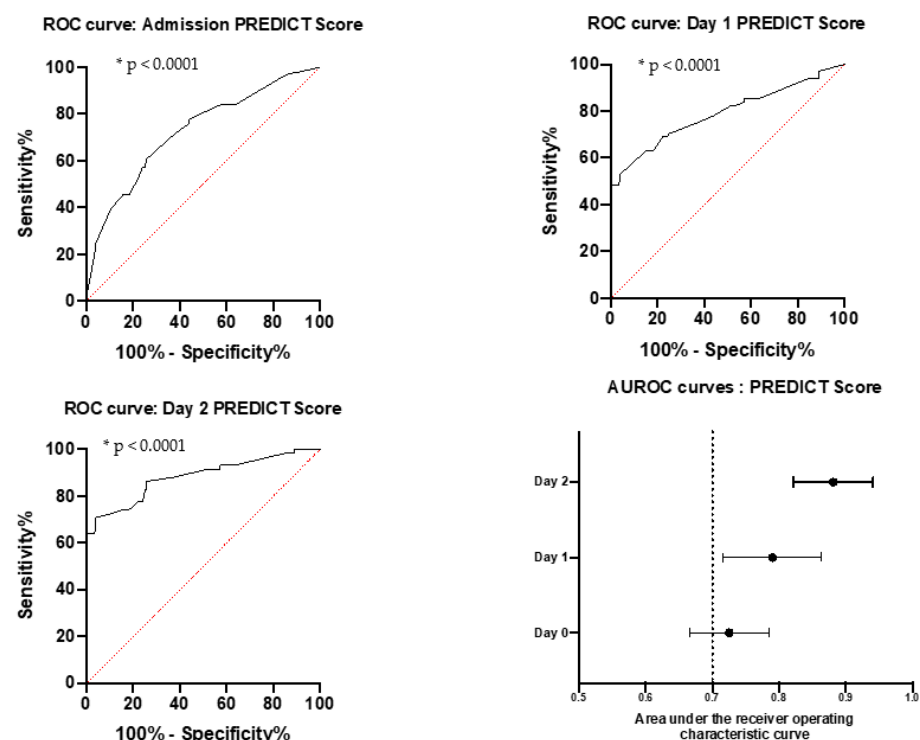 ROC curve: Admission PREDICT Score
* p < 0.0001
100
80
60
40
20
0
Sensitivity%
0 20 40 60 80 100
100% - Specificity%
ROC curve: Day 1 PREDICT Score
* p < 0.0001
100
80
60
40
20
0
Sensitivity%
0 20 40 60 80 100
100% - Specificity%
ROC curve: Day 2 PREDICT Score
* p < 0.0001
100
80
60
40
20
0
Sensitivity%
0 20 40 60 80 100
100% - Specificity%
AUROC curves : PREDICT Score
Day 2
Day 1
Day 0
0.5 0.6 0.7 0.8 0.9 1.0
Area under the receiver operating
characteristic curve